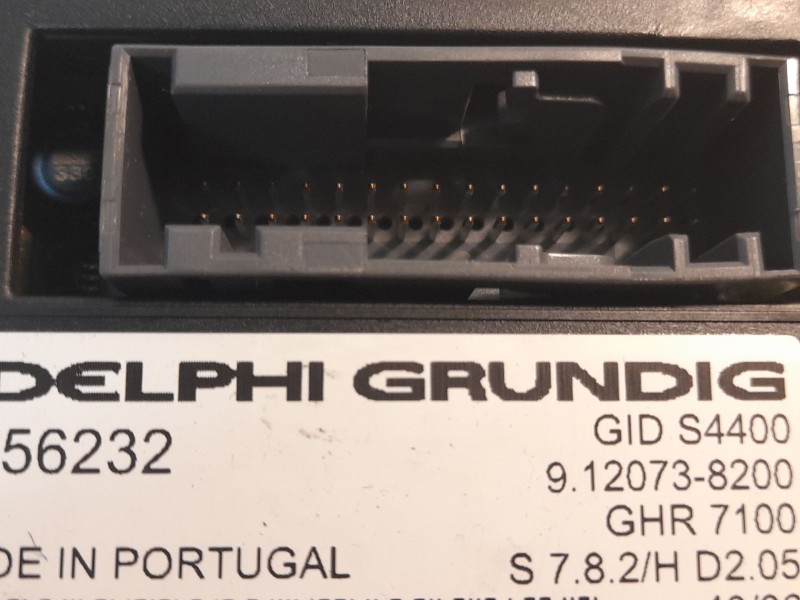 DELPHI GRUNDIG
56232
GID S4400
9.12073-8200
GHR 7100
DE IN PORTUGAL
S 7.8.2/H D2.05